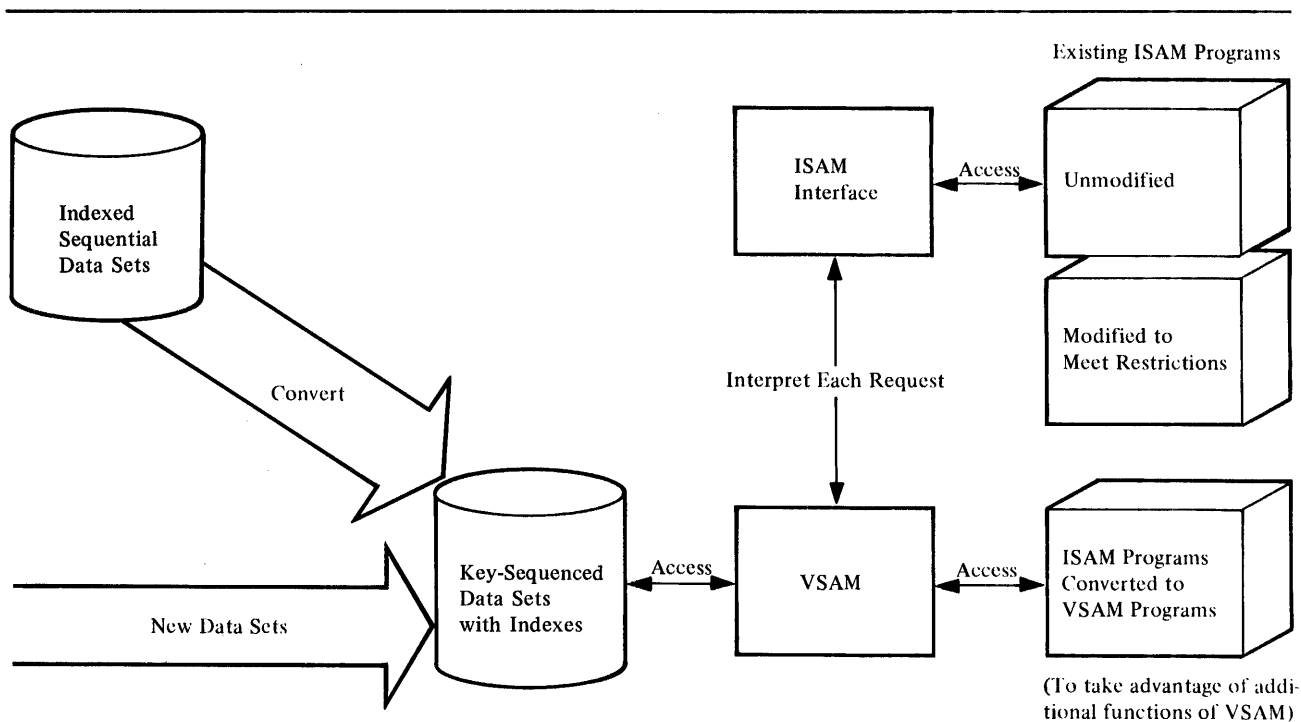 Existing ISAM Programs
Indexed
Sequential
Data Sets
ISAM
Interface
Access
Unmodified
Modified to
Meet Restrictions
Convert
Interpret Each Request
New Data Sets
Key-Sequenced
Data Sets
with Indexes
Access
VSAM
Access
ISAM Programs
Converted to
VSAM Programs
(To take advantage of addi-
tional functions of VSAM)